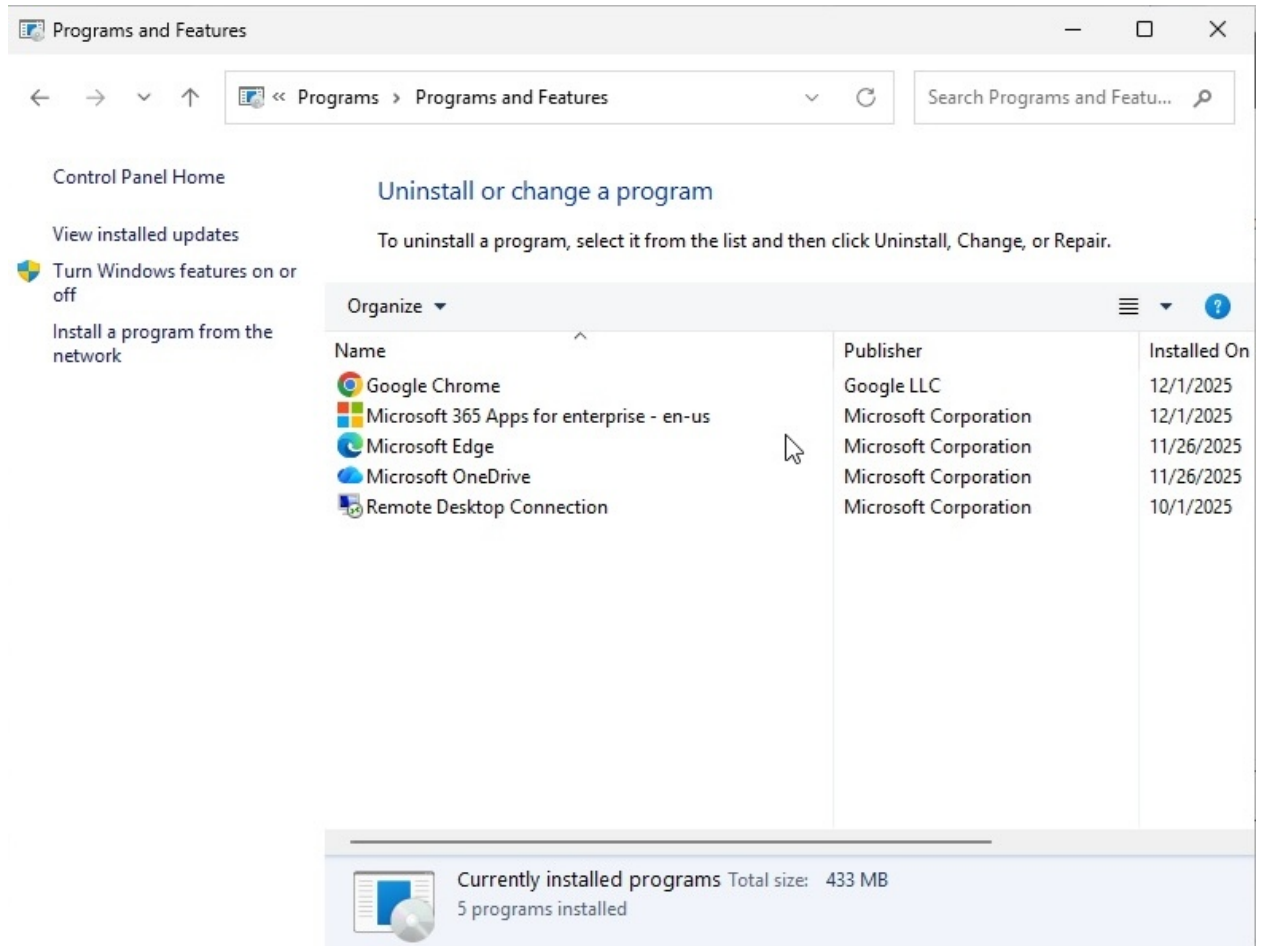 Programs and Features
« Programs > Programs and Features
Search Programs and Featu...
Control Panel Home
View installed updates
Turn Windows features on or
off
Install a program from the
network
Uninstall or change a program
To uninstall a program, select it from the list and then click Uninstall, Change, or Repair.
Organize
?
Name Publisher Installed On
Google Chrome Google LLC 12/1/2025
Microsoft 365 Apps for enterprise - en-us Microsoft Corporation 12/1/2025
Microsoft Edge Microsoft Corporation 11/26/2025
Microsoft OneDrive Microsoft Corporation 11/26/2025
Remote Desktop Connection Microsoft Corporation 10/1/2025
Currently installed programs Total size: 433 MB
5 programs installed